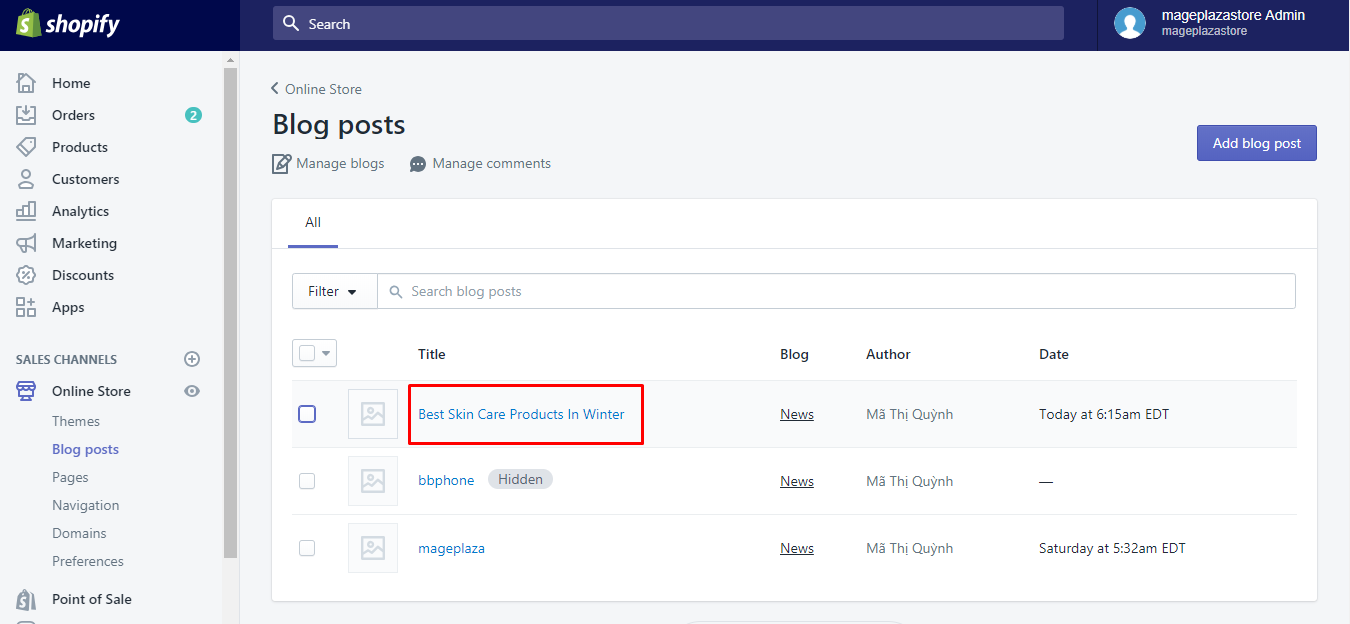 shopify
Search
mageplazastore Admin
mageplazastore
Home
Orders 2
Products
Customers
Analytics
Marketing
Discounts
Apps
SALES CHANNELS
Online Store
Themes
Blog posts
Pages
Navigation
Domains
Preferences
Point of Sale
Online Store
Blog posts
Manage blogs Manage comments
Add blog post
All
Filter Search blog posts
Title Blog Author Date
Best Skin Care Products In Winter News Mã Thị Quỳnh Today at 6:15am EDT
bbphone Hidden News Mã Thị Quỳnh —
mageplaza News Mã Thị Quỳnh Saturday at 5:32am EDT